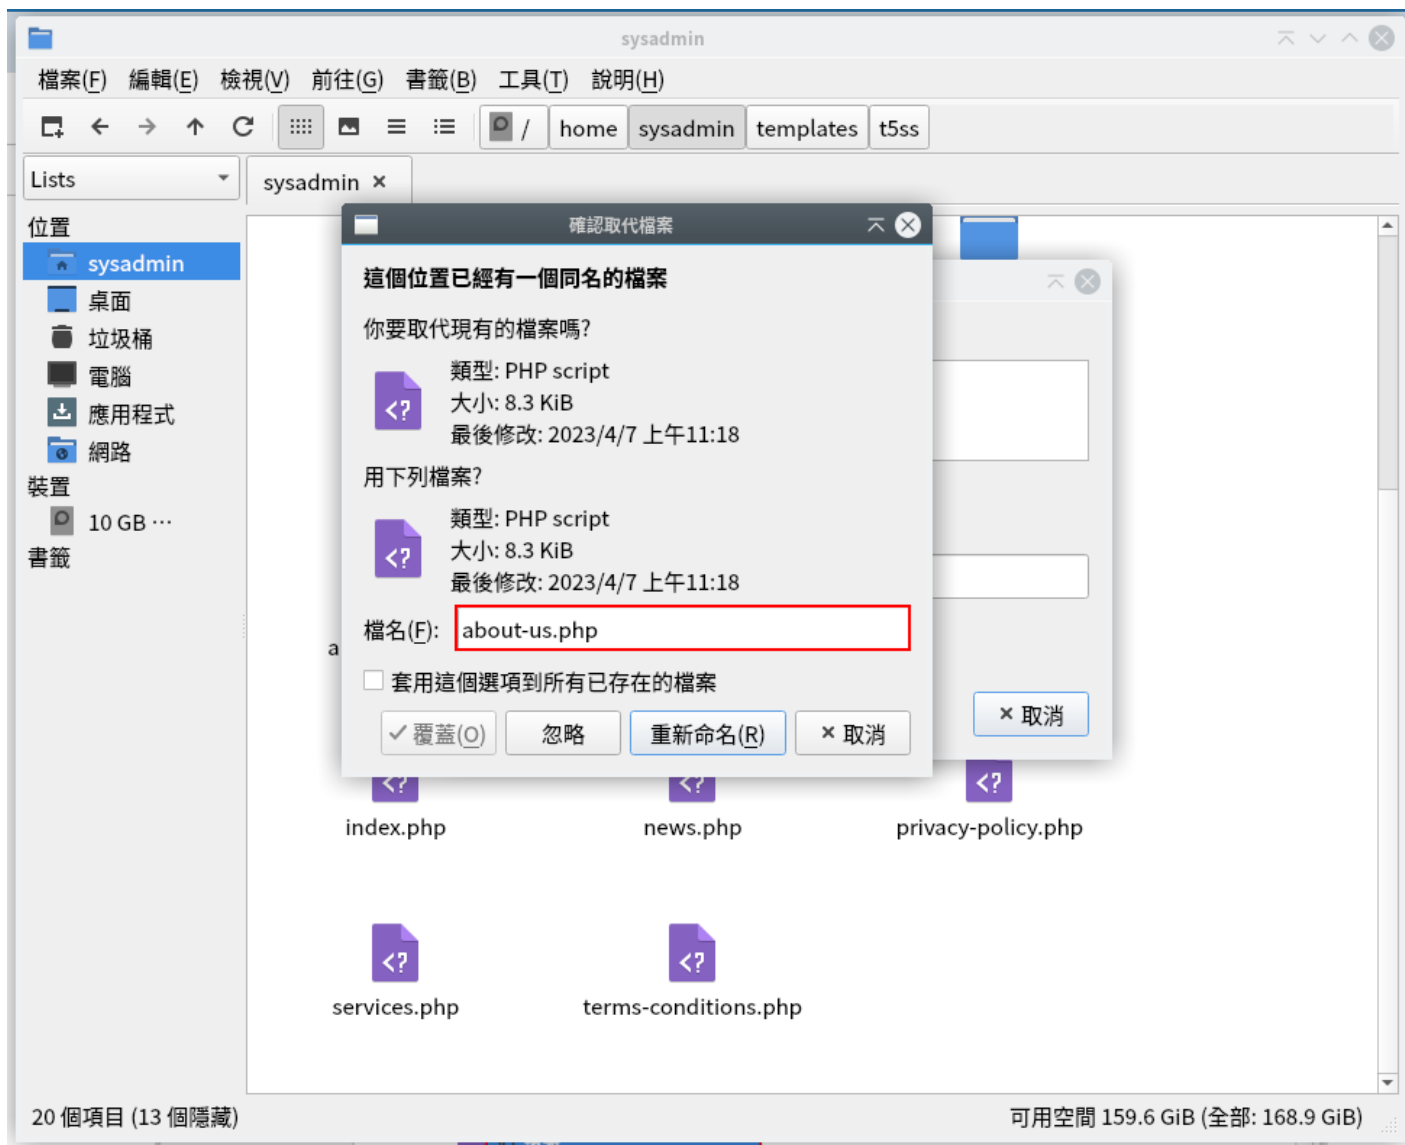 sysadmin
檔案(F) 編輯(E) 檢視(V) 前往(G) 書籤(B) 工具(T) 說明(H)
/ home sysadmin templates t5ss
Lists
sysadmin
位置
sysadmin
桌面
垃圾桶
電腦
應用程式
網路
裝置
10 GB ···
書籤
確認取代檔案
這個位置已經有一個同名的檔案
你要取代現有的檔案嗎?
類型: PHP script
大小: 8.3 KiB
最後修改: 2023/4/7 上午11:18
用下列檔案?
類型: PHP script
大小: 8.3 KiB
最後修改: 2023/4/7 上午11:18
檔名(F): about-us.php
套用這個選項到所有已存在的檔案
覆蓋(O) 忽略 重新命名(R) 取消
取消
index.php news.php privacy-policy.php
services.php terms-conditions.php
20 個項目 (13 個隱藏) 可用空間 159.6 GiB (全部: 168.9 GiB)